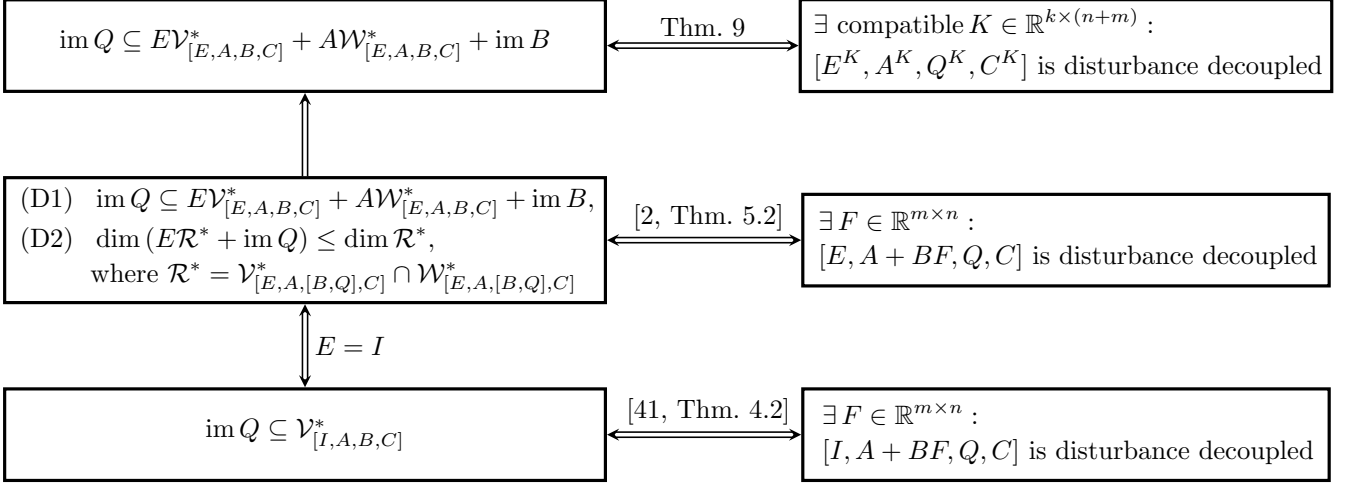 im Q ⊆ E𝒱*_{[E,A,B,C]} + A𝒲*_{[E,A,B,C]} + im B
Thm. 9
∃ compatible K ∈ ℝ^{k×(n+m)} :
[E^K, A^K, Q^K, C^K] is disturbance decoupled
(D1) im Q ⊆ E𝒱*_{[E,A,B,C]} + A𝒲*_{[E,A,B,C]} + im B,
(D2) dim (Eℛ* + im Q) ≤ dim ℛ*,
where ℛ* = 𝒱*_{[E,A,[B,Q],C]} ∩ 𝒲*_{[E,A,[B,Q],C]}
[2, Thm. 5.2]
∃ F ∈ ℝ^{m×n} :
[E, A + BF, Q, C] is disturbance decoupled
E = I
im Q ⊆ 𝒱*_{[I,A,B,C]}
[41, Thm. 4.2]
∃ F ∈ ℝ^{m×n} :
[I, A + BF, Q, C] is disturbance decoupled